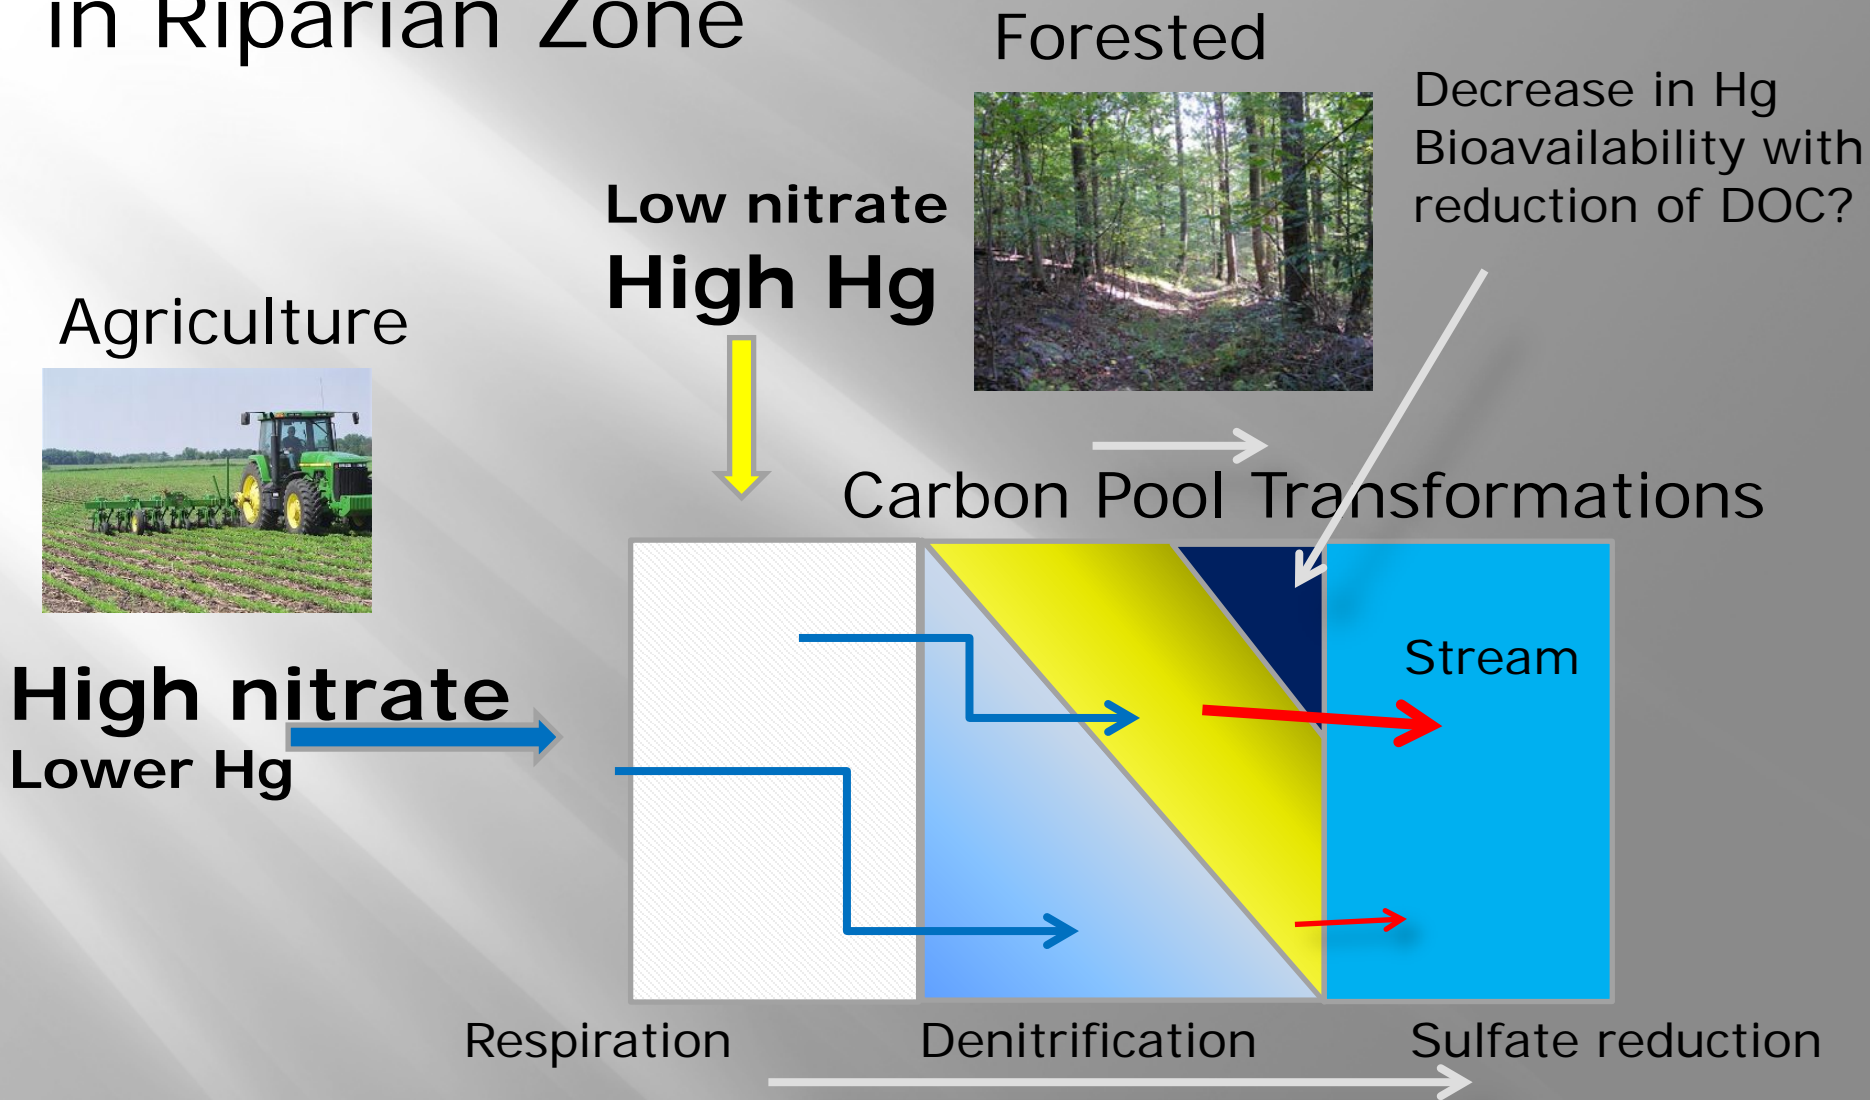 in Riparian Zone
Forested
Decrease in Hg
Bioavailability with
reduction of DOC?
Low nitrate
High Hg
Agriculture
Carbon Pool Transformations
High nitrate
Lower Hg
Stream
Respiration
Denitrification
Sulfate reduction